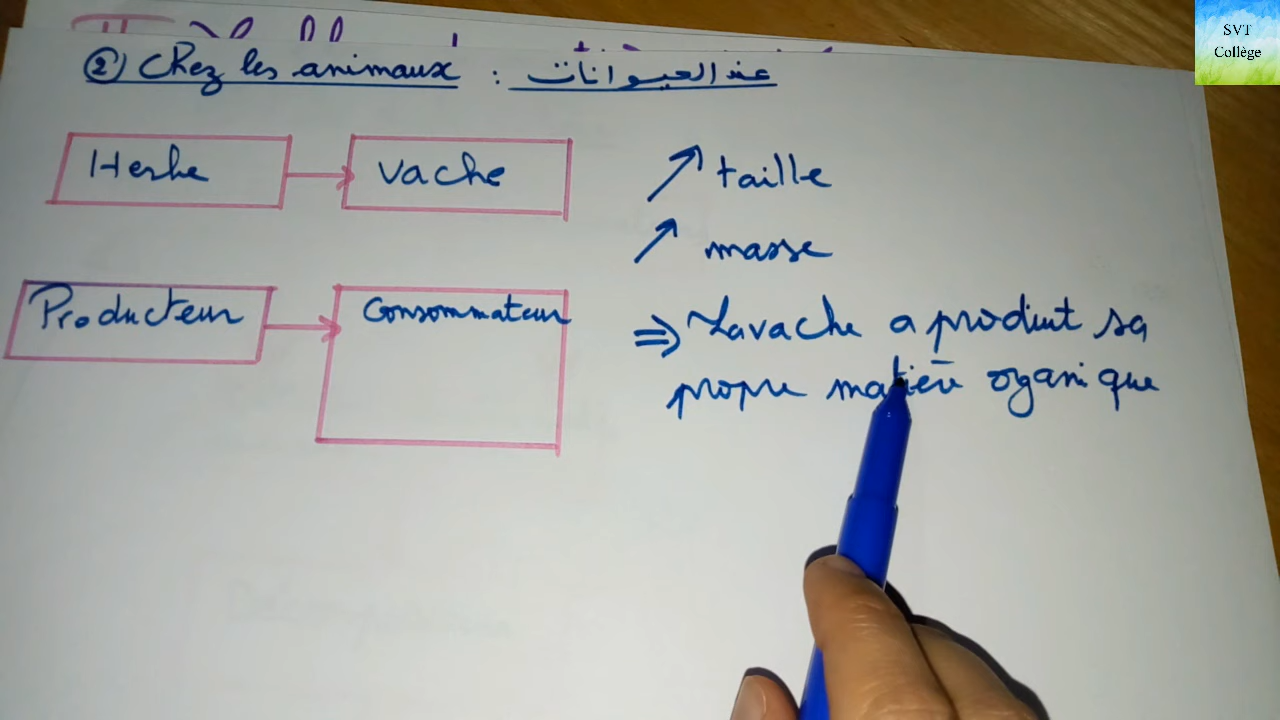 SVT
Collège
2) Chez les animaux : عند الحيوانات
Herbe → Vache
↗ taille
↗ masse
Producteur → Consommateur
⇒ La vache a produit sa
propre matière organique